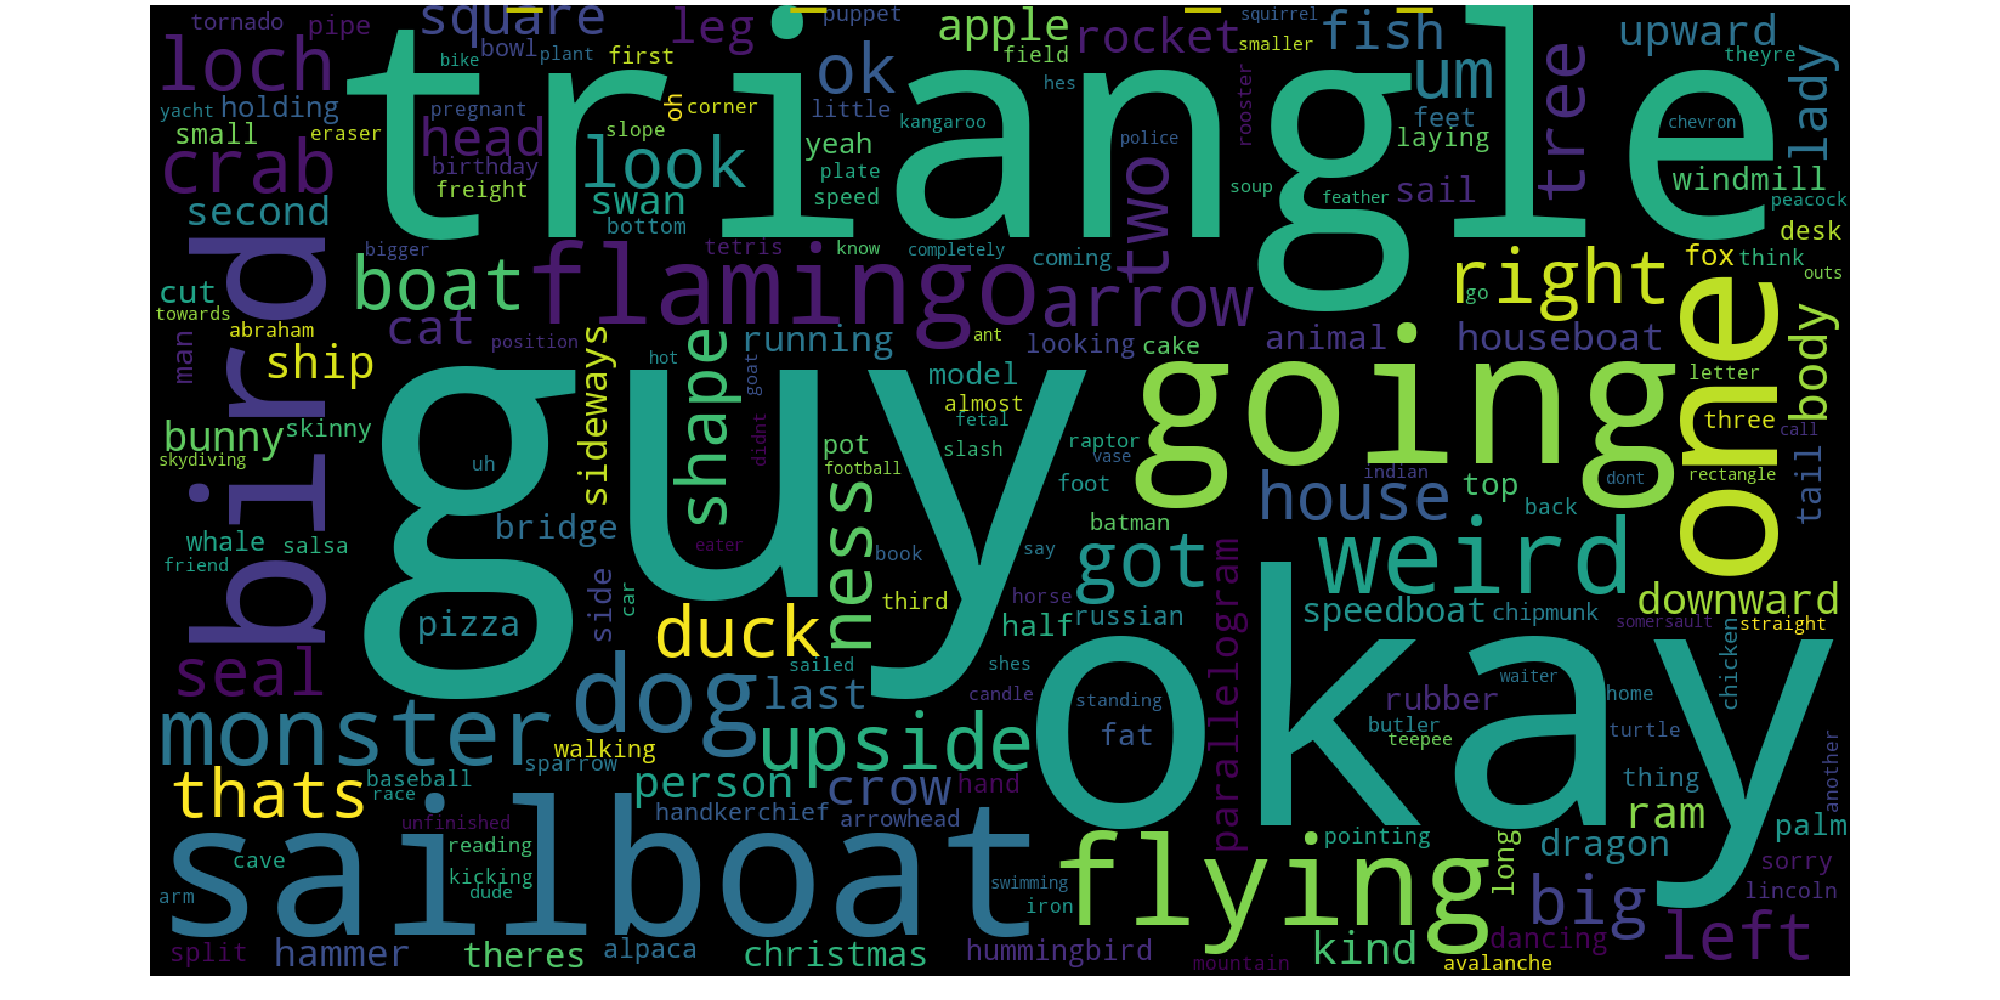 tornado pipe square leg puppet apple rocket squirrel fish upward
loch bowl plant first ok field smaller um tree theyre lady
bike hes
triangle
yacht holding pregnant oh corner little kangaroo rooster feet chevron
small eraser head slope look yeah police laying
crab birthday plate two windmill
second freight swan speed soup feather sail peacock
bottom desk
bird bigger tetris know completely coming right fox think
cut boat flamingo arrow go one outs
towards
man abraham cat position sideways shape running ant looking animal houseboat body
ship hot goat model cake letter
guy going
almost three
bunny skinny didnt pot fetal raptor call
skydiving uh football slash vase indian rectangle tail
foot house top dont
bridge ness batman back
whale salsa eater book say got weird
friend
side car third horse parallelogram speedboat chipmunk downward
pizza duck half russian somersault straight
seal dog sailed shes okay waiter chicken
last candle standing rubber home
monster upside fat butler turtle
walking teepee
sparrow another
thats baseball person crow hand thing
race handkerchief arrowhead ram palm
sailboat unfinished
reading flying pointing long dragon
cave sorry
kicking swimming big lincoln
arm dude iron
split hammer theres alpaca christmas hummingbird kind dancing left
mountain avalanche